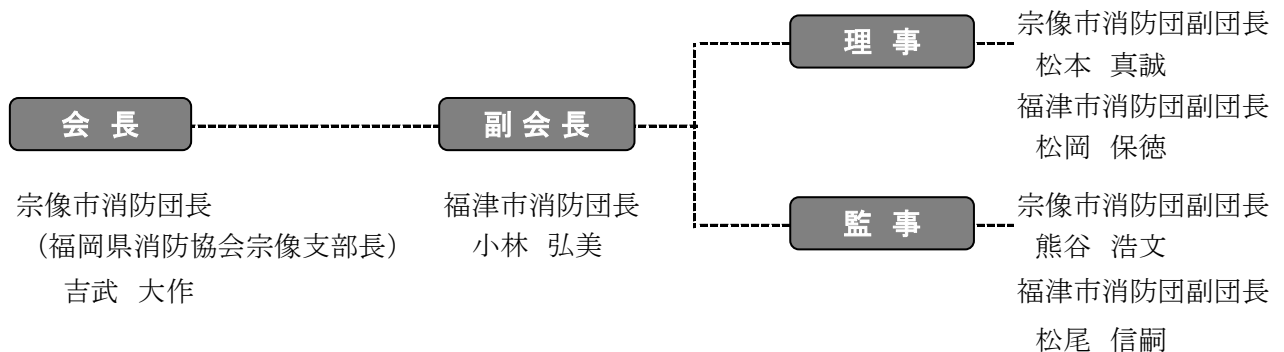 会 長
宗像市消防団長
(福岡県消防協会宗像支部長)
吉武 大作
副 会 長
福津市消防団長
小林 弘美
理 事
宗像市消防団副団長
松本 真誠
福津市消防団副団長
松岡 保徳
監 事
宗像市消防団副団長
熊谷 浩文
福津市消防団副団長
松尾 信嗣